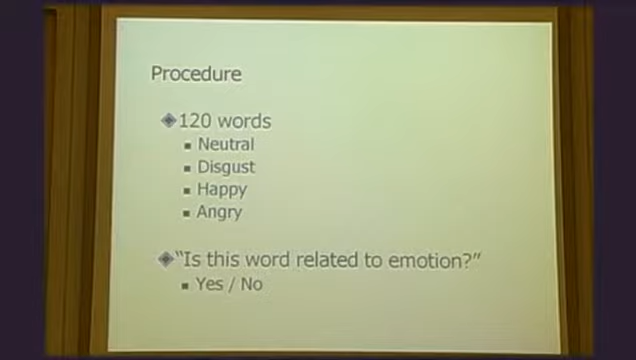 Procedure
120 words
Neutral
Disgust
Happy
Angry
"Is this word related to emotion?"
Yes / No